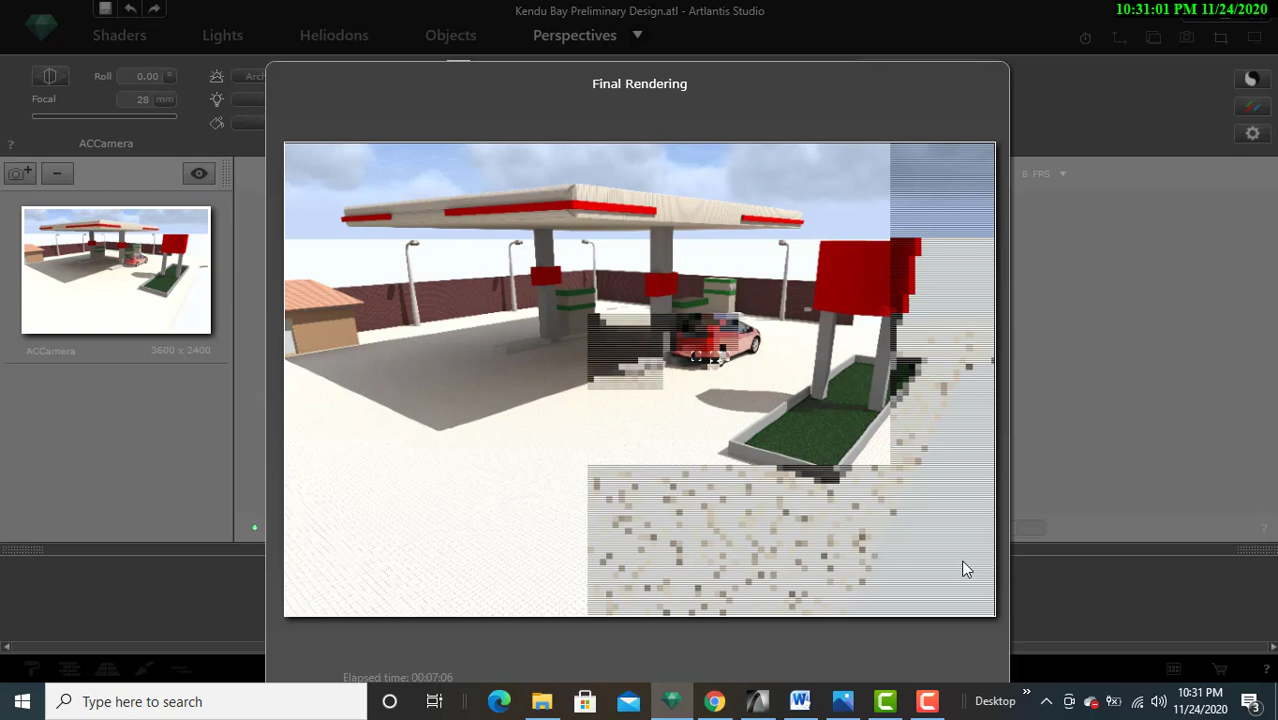 Kendu Bay Preliminary Design.atl - Artlantis Studio
10:31:01 PM 11/24/2020
Shaders Lights Heliodons Objects Perspectives
Roll 0.00 °
Arch
Focal 28 mm
? ACCamera
Final Rendering
8 FPS
ACCamera 3600 x 2400
?
Elapsed time: 00:07:06
?
Type here to search
Desktop
10:31 PM
11/24/2020
3